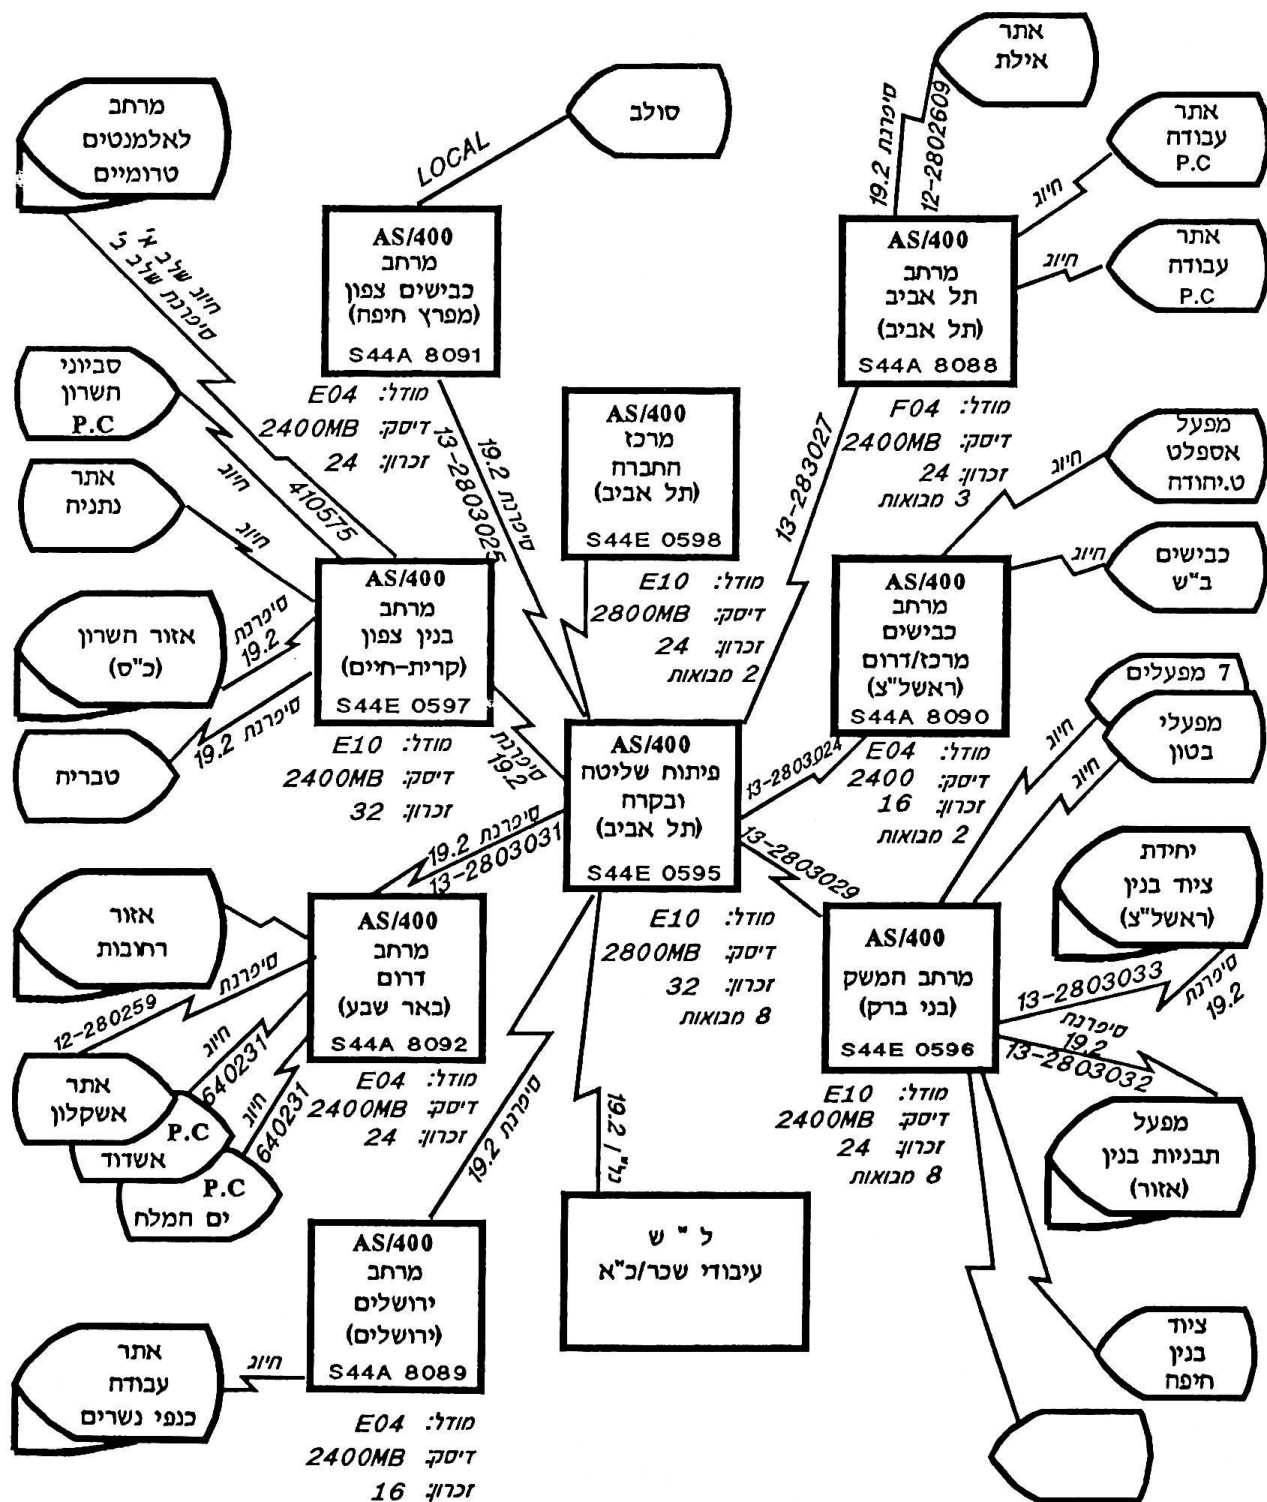 אתר
אילת
סיפרנת 19.2
12-2802609
סולב
LOCAL
אתר
עבודה
P.C
חיוג
אתר
עבודה
P.C
חיוג
מרחב
לאלמנטים
טרומיים
חיוג שלב א'
סיפרנת שלב ב'
410575
AS/400
מרחב
כבישים צפון
(מפרץ חיפה)
S44A 8091
מודל: E04
דיסק: 2400MB
זכרון: 24
סיפרנת 19.2
13-2803025
AS/400
מרחב
תל אביב
(תל אביב)
S44A 8088
מודל: F04
דיסק: 2400MB
זכרון: 24
3 מבואות
13-283027
סביוני
השרון
P.C
חיוג
אתר
נתניה
חיוג
AS/400
מרכז
החברה
(תל אביב)
S44E 0598
מודל: E10
דיסק: 2800MB
זכרון: 24
2 מבואות
מפעל
אספלט
ט.יהודה
חיוג
כבישים
ב"ש
חיוג
AS/400
מרחב
בנין צפון
(קרית-חיים)
S44E 0597
מודל: E10
דיסק: 2400MB
זכרון: 32
סיפרנת
19.2
אזור השרון
(כ"ס)
סיפרנת
19.2
טבריה
סיפרנת 19.2
AS/400
מרחב
כבישים
מרכז/דרום
(ראשל"צ)
S44A 8090
מודל: E04
דיסק: 2400
זכרון: 16
2 מבואות
13-2803024
7 מפעלים
מפעלי
בטון
חיוג
חיוג
AS/400
פיתוח שליטה
ובקרה
(תל אביב)
S44E 0595
מודל: E10
דיסק: 2800MB
זכרון: 32
8 מבואות
סיפרנת 19.2
13-2803031
13-2803029
אזור
רחובות
AS/400
מרחב
דרום
(באר שבע)
S44A 8092
מודל: E04
דיסק: 2400MB
זכרון: 24
סיפרנת
12-280259
אתר
אשקלון
חיוג
640231
P.C
אשדוד
חיוג
640231
P.C
ים המלח
AS/400
מרחב המשק
(בני ברק)
S44E 0596
מודל: E10
דיסק: 2400MB
זכרון: 24
8 מבואות
יחידת
ציוד בנין
(ראשל"צ)
13-2803033
סיפרנת
19.2
סיפרנת
19.2
13-2803032
מפעל
תבניות בנין
(אזור)
סיפרנת 19.2
נל"ן 19.2
ל " ש
עיבודי שכר/כ"א
AS/400
מרחב
ירושלים
(ירושלים)
S44A 8089
מודל: E04
דיסק: 2400MB
זכרון: 16
אתר
עבודה
כנפי נשרים
חיוג
ציוד
בנין
חיפה